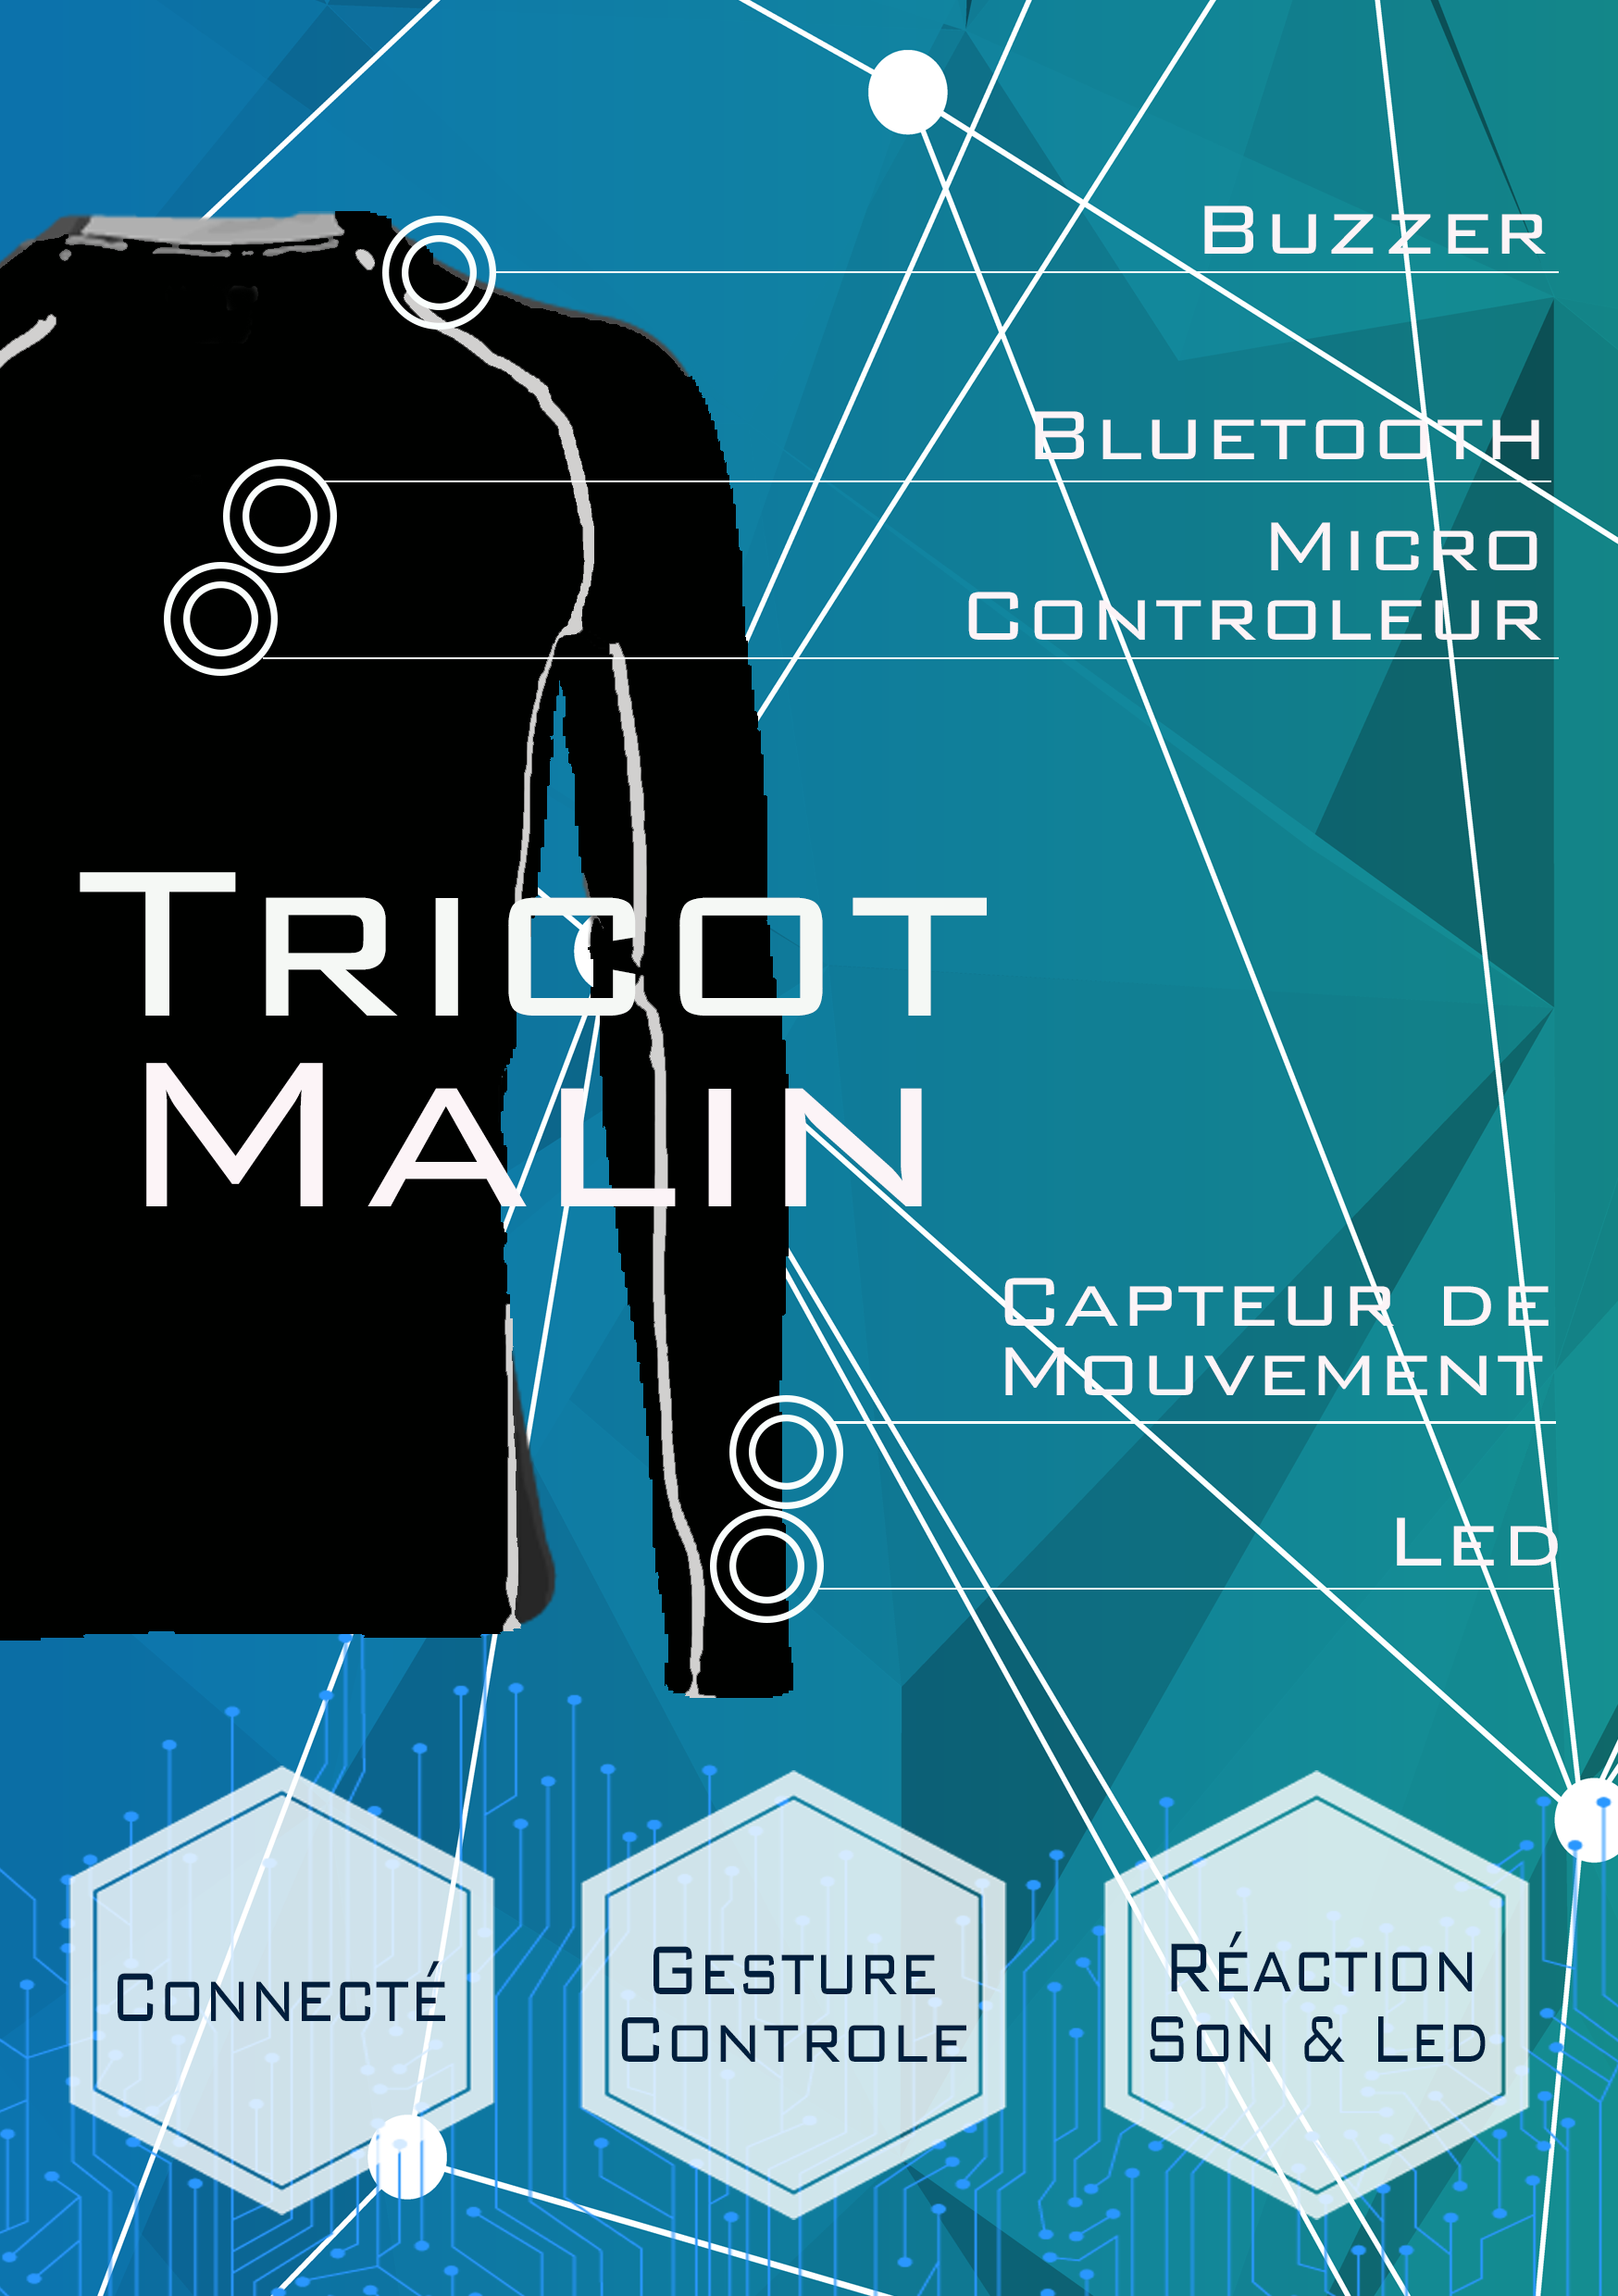 Buzzer
Bluetooth
Micro
Controleur
Tricot
Malin
Capteur de
Mouvement
Led
Connecté
Gesture
Controle
Réaction
Son & Led